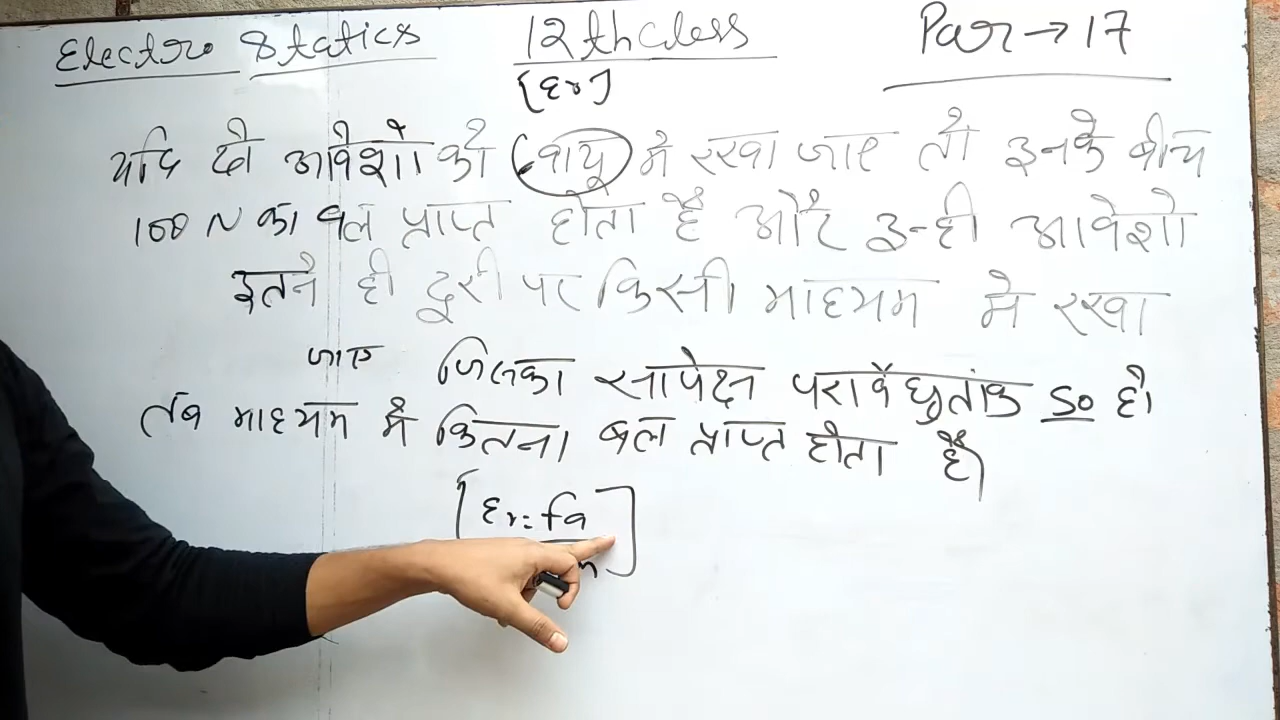 Electro Statics 12th class Par → 17
[εr]
यदि दो आवेशों को वायु में रखा जाए तो इनके बीच
100 N का बल प्राप्त होता है और इन्ही आवेशो
इतने ही दूरी पर किसी माध्यम मे रखा
जाए जिसका सापेक्ष परावैधुतांक 50 है।
तब माध्यम मे कितना बल प्राप्त होता है।
[εr = fa